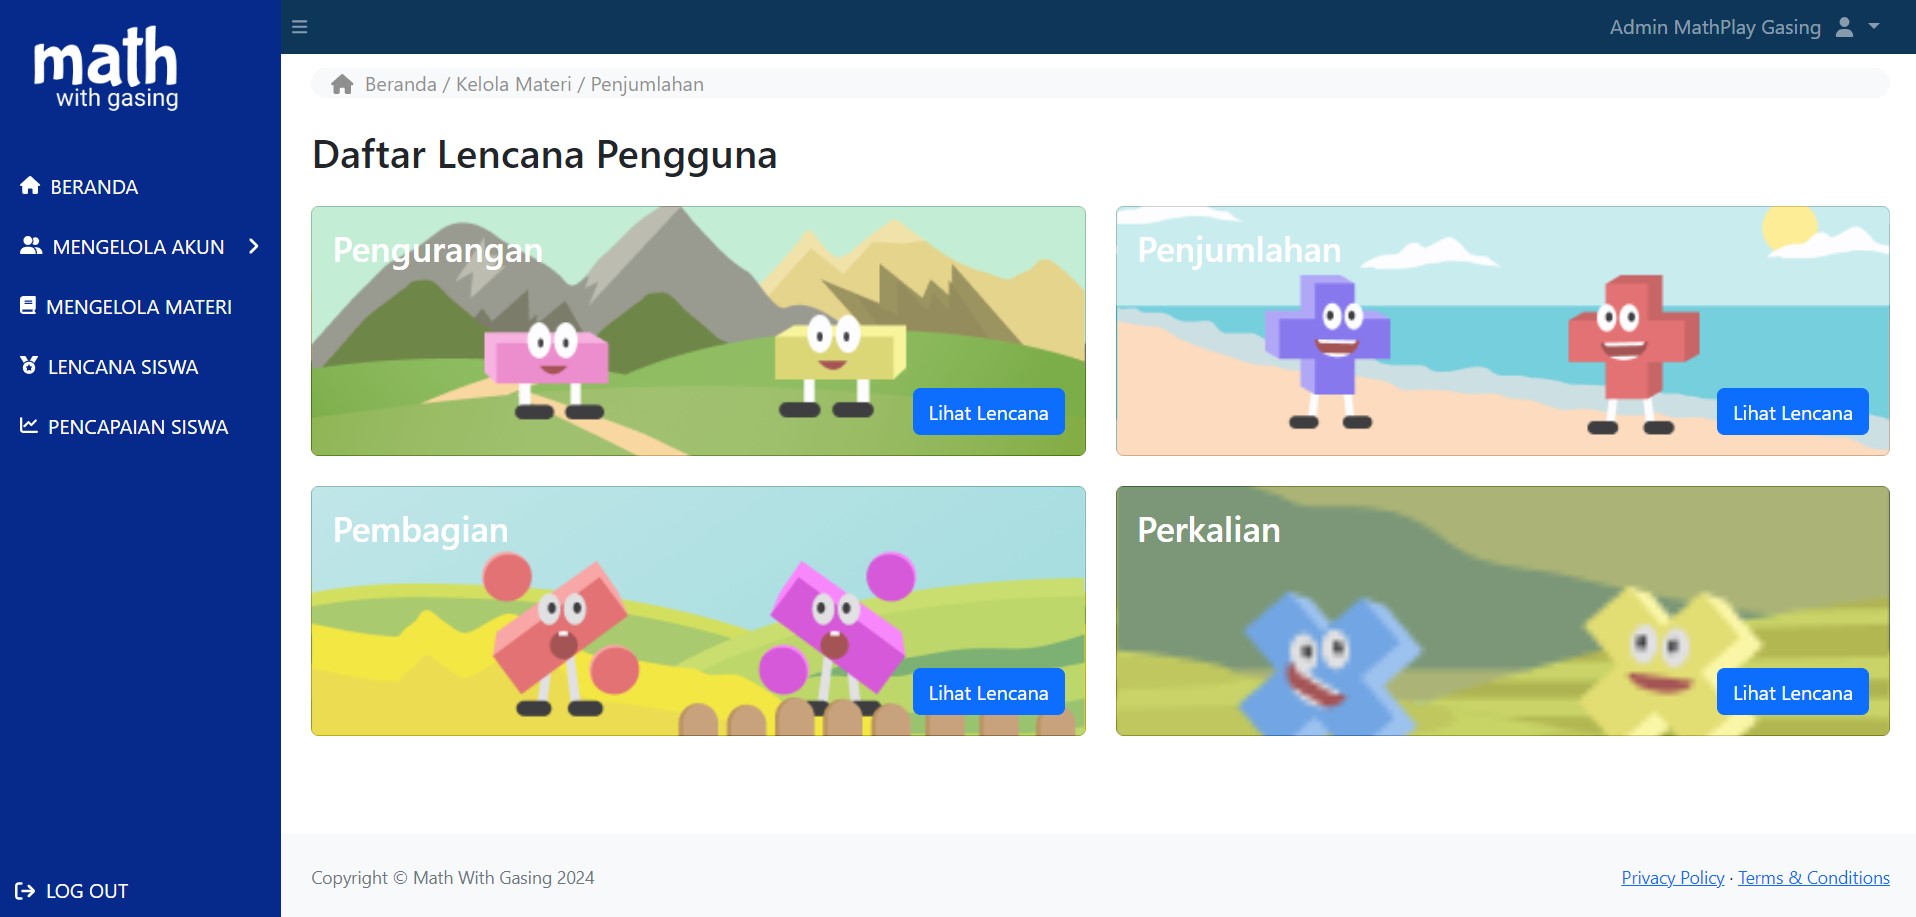 math
with gasing
Admin MathPlay Gasing
Beranda / Kelola Materi / Penjumlahan
BERANDA
MENGELOLA AKUN
MENGELOLA MATERI
LENCANA SISWA
PENCAPAIAN SISWA
LOG OUT
Daftar Lencana Pengguna
Pengurangan
Lihat Lencana
Penjumlahan
Lihat Lencana
Pembagian
Lihat Lencana
Perkalian
Lihat Lencana
Copyright © Math With Gasing 2024
Privacy Policy · Terms & Conditions